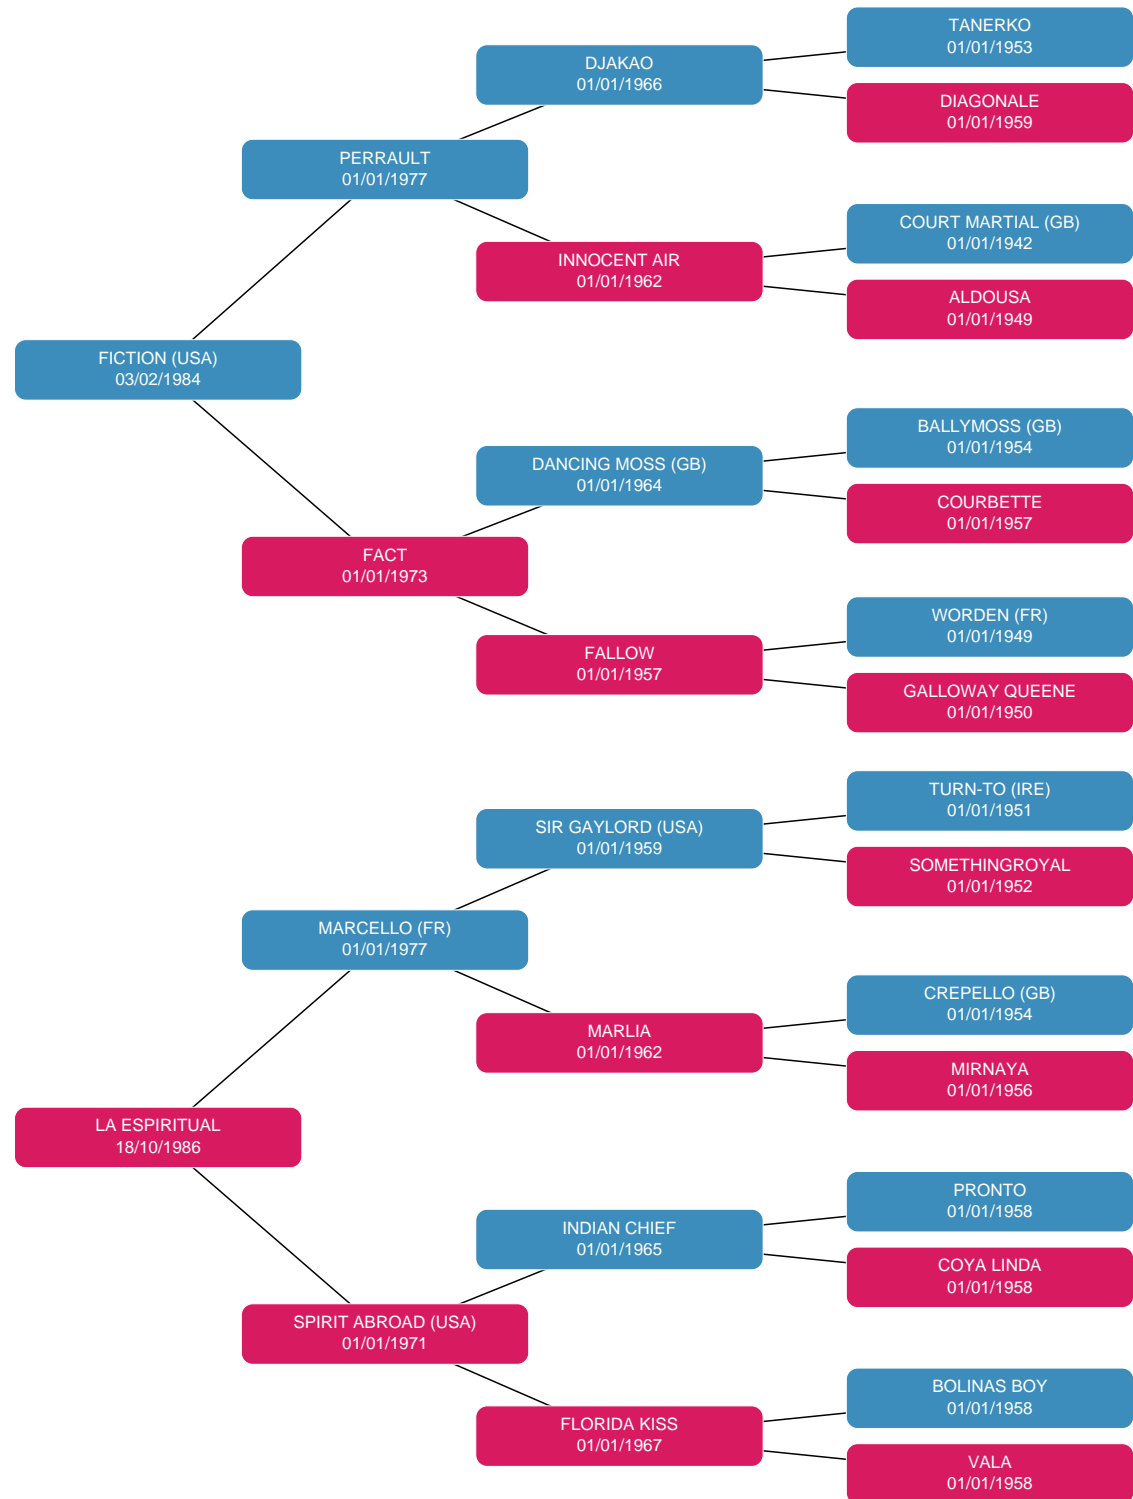 TANERKO
01/01/1953
DJAKAO
01/01/1966
DIAGONALE
01/01/1959
PERRAULT
01/01/1977
COURT MARTIAL (GB)
01/01/1942
INNOCENT AIR
01/01/1962
ALDOUSA
01/01/1949
FICTION (USA)
03/02/1984
BALLYMOSS (GB)
01/01/1954
DANCING MOSS (GB)
01/01/1964
COURBETTE
01/01/1957
FACT
01/01/1973
WORDEN (FR)
01/01/1949
FALLOW
01/01/1957
GALLOWAY QUEENE
01/01/1950
TURN-TO (IRE)
01/01/1951
SIR GAYLORD (USA)
01/01/1959
SOMETHINGROYAL
01/01/1952
MARCELLO (FR)
01/01/1977
CREPELLO (GB)
01/01/1954
MARLIA
01/01/1962
MIRNAYA
01/01/1956
LA ESPIRITUAL
18/10/1986
PRONTO
01/01/1958
INDIAN CHIEF
01/01/1965
COYA LINDA
01/01/1958
SPIRIT ABROAD (USA)
01/01/1971
BOLINAS BOY
01/01/1958
FLORIDA KISS
01/01/1967
VALA
01/01/1958